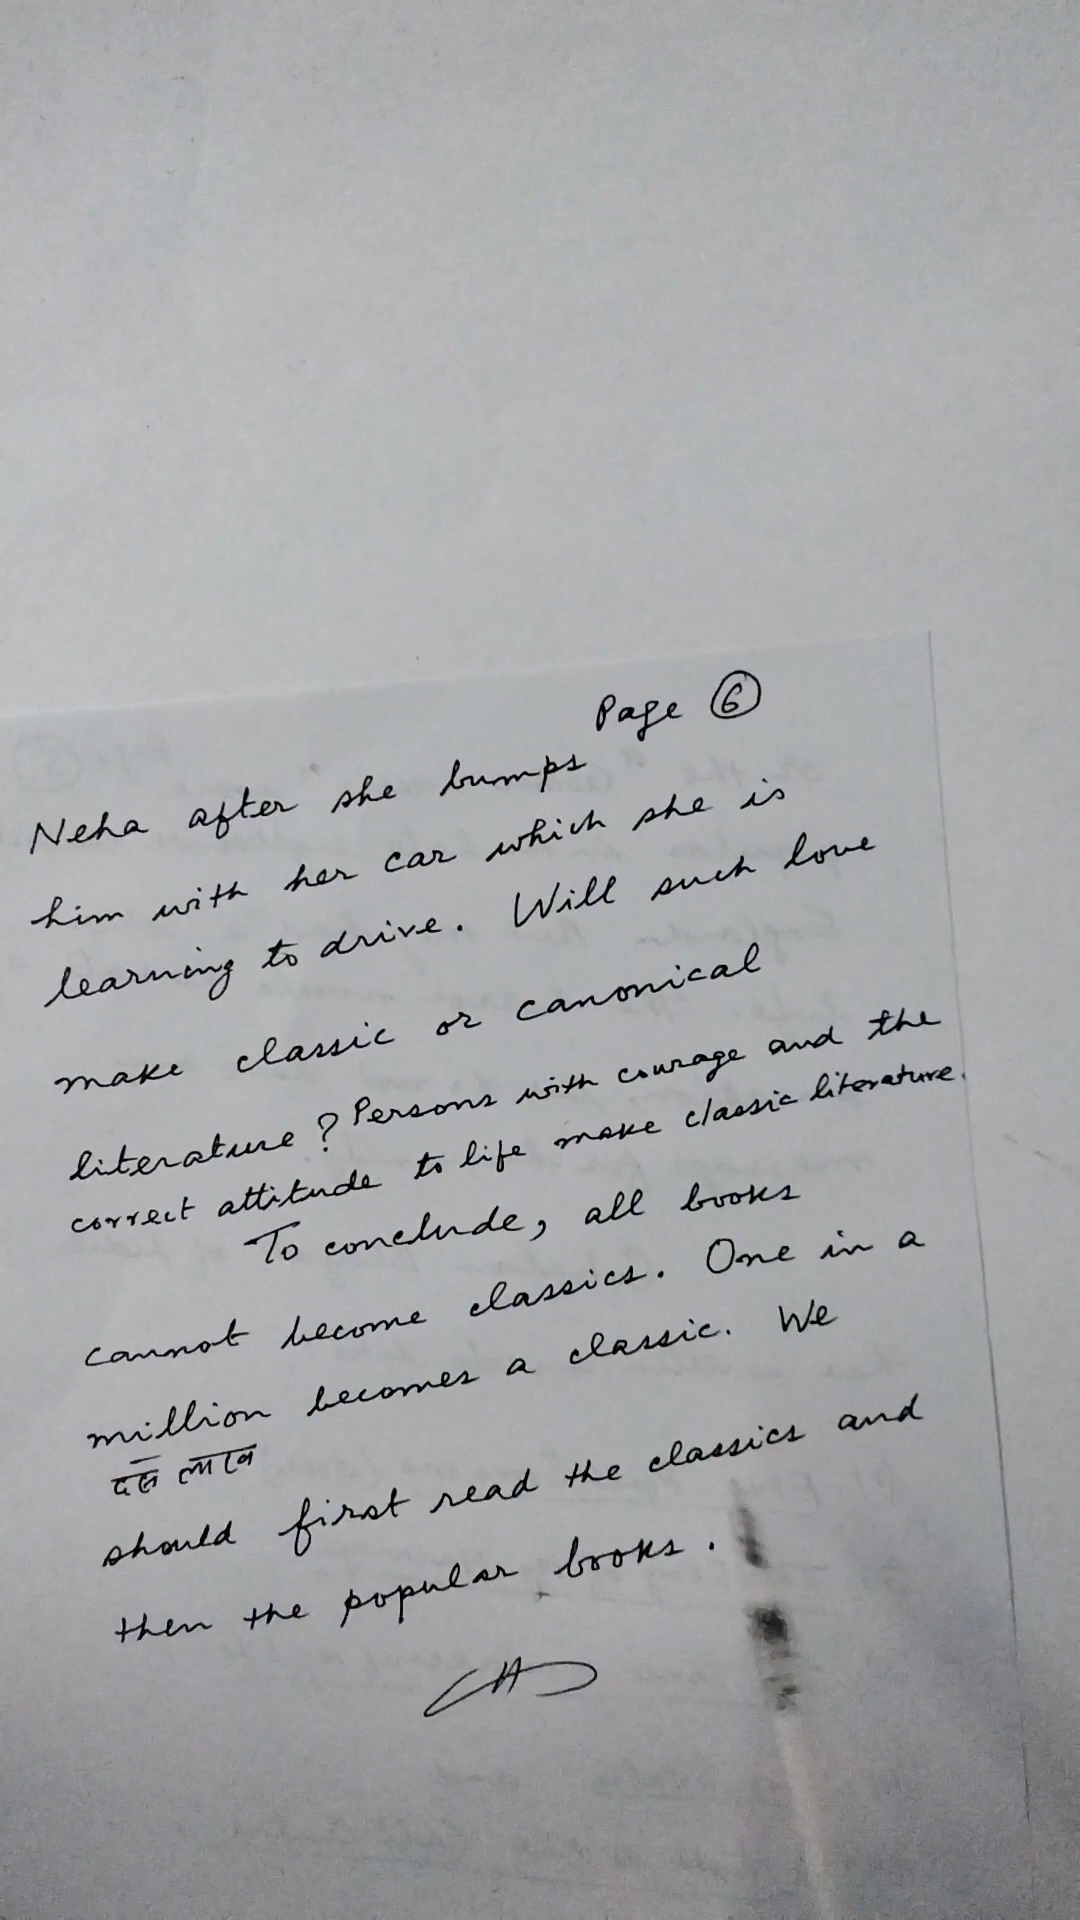 Page 6
Neha after she bumps
him with her car which she is
learning to drive. Will such love
make classic or canonical
literature? Persons with courage and the
correct attitude to life make classic literature.
To conclude, all books
cannot become classics. One in a
million becomes a classic. We
दस लाख
should first read the classics and
then the popular books.